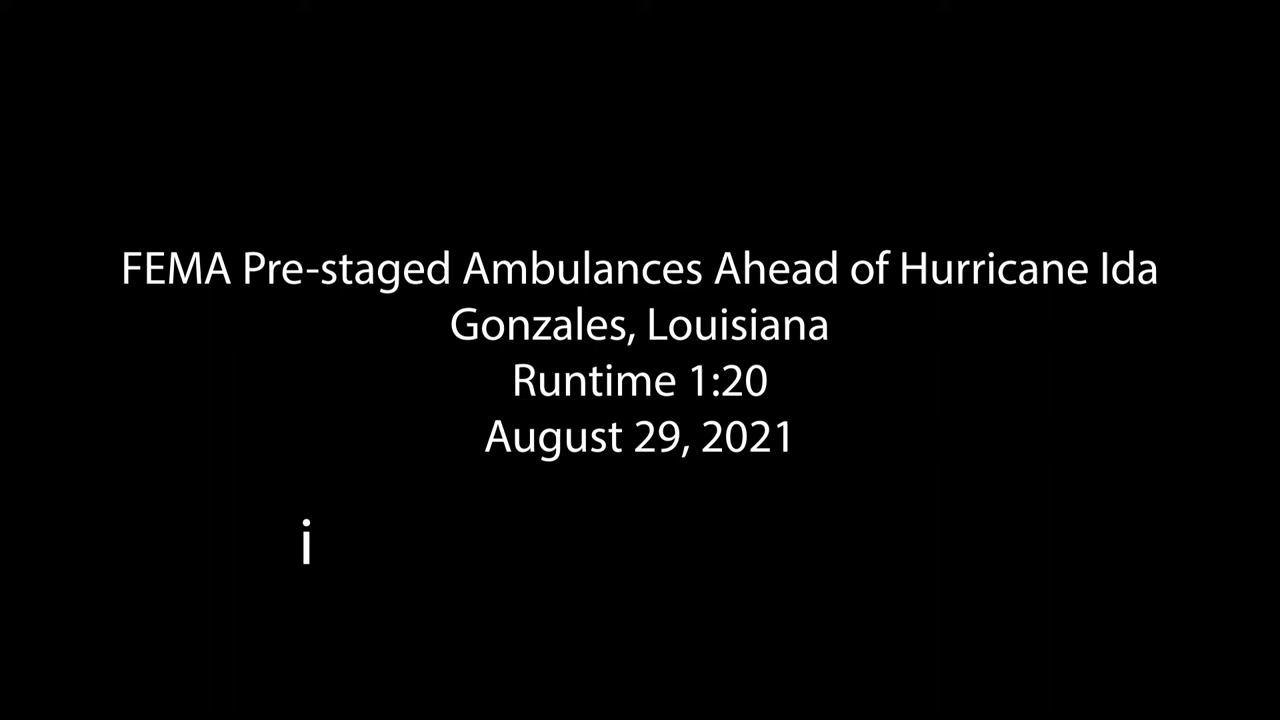 FEMA Pre-staged Ambulances Ahead of Hurricane Ida
Gonzales, Louisiana
Runtime 1:20
August 29, 2021
i